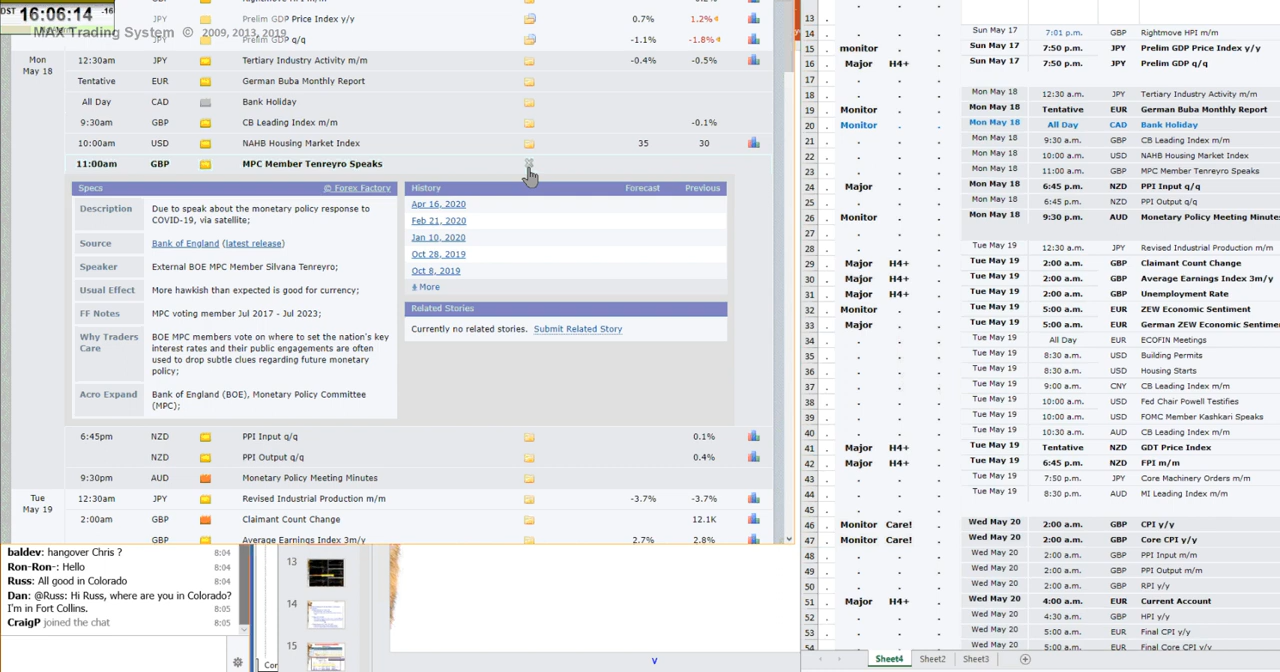 DST 16:06:14 .16
MAX Trading System © 2009, 2013, 2019
JPY Prelim GDP Price Index y/y 0.7% 1.2%
Prelim GDP q/q -1.1% -1.8%
Mon May 18 12:30am JPY Tertiary Industry Activity m/m -0.4% -0.5%
Tentative EUR German Buba Monthly Report
All Day CAD Bank Holiday
9:30am GBP CB Leading Index m/m -0.1%
10:00am USD NAHB Housing Market Index 35 30
11:00am GBP MPC Member Tenreyro Speaks
Specs © Forex Factory
Description Due to speak about the monetary policy response to
COVID-19, via satellite;
Source Bank of England (latest release)
Speaker External BOE MPC Member Silvana Tenreyro;
Usual Effect More hawkish than expected is good for currency;
FF Notes MPC voting member Jul 2017 - Jul 2023;
Why Traders Care BOE MPC members vote on where to set the nation's key
interest rates and their public engagements are often
used to drop subtle clues regarding future monetary
policy;
Acro Expand Bank of England (BOE), Monetary Policy Committee
(MPC);
History Forecast Previous
Apr 16, 2020
Feb 21, 2020
Jan 10, 2020
Oct 28, 2019
Oct 8, 2019
More
Related Stories
Currently no related stories. Submit Related Story
6:45pm NZD PPI Input q/q 0.1%
NZD PPI Output q/q 0.4%
9:30pm AUD Monetary Policy Meeting Minutes
Tue May 19 12:30am JPY Revised Industrial Production m/m -3.7% -3.7%
2:00am GBP Claimant Count Change 12.1K
GBP Average Earnings Index 3m/y 2.7% 2.8%
baldev: hangover Chris ? 8:04
Ron-Ron-: Hello 8:04
Russ: All good in Colorado 8:04
Dan: @Russ: Hi Russ, where are you in Colorado?
I'm in Fort Collins. 8:05
CraigP joined the chat 8:05
13
14
15
V
13
14 Sun May 17 7:01 p.m. GBP Rightmove HPI m/m
15 monitor Sun May 17 7:50 p.m. JPY Prelim GDP Price Index y/y
16 Major H4+ Sun May 17 7:50 p.m. JPY Prelim GDP q/q
17
18 Mon May 18 12:30 a.m. JPY Tertiary Industry Activity m/m
19 Monitor Mon May 18 Tentative EUR German Buba Monthly Report
20 Monitor Mon May 18 All Day CAD Bank Holiday
21 Mon May 18 9:30 a.m. GBP CB Leading Index m/m
22 Mon May 18 10:00 a.m. USD NAHB Housing Market Index
23 Mon May 18 11:00 a.m. GBP MPC Member Tenreyro Speaks
24 Major Mon May 18 6:45 p.m. NZD PPI Input q/q
25 Mon May 18 6:45 p.m. NZD PPI Output q/q
26 Monitor Mon May 18 9:30 p.m. AUD Monetary Policy Meeting Minutes
27
28 Tue May 19 12:30 a.m. JPY Revised Industrial Production m/m
29 Major H4+ Tue May 19 2:00 a.m. GBP Claimant Count Change
30 Major H4+ Tue May 19 2:00 a.m. GBP Average Earnings Index 3m/y
31 Major H4+ Tue May 19 2:00 a.m. GBP Unemployment Rate
32 Monitor Tue May 19 5:00 a.m. EUR ZEW Economic Sentiment
33 Major Tue May 19 5:00 a.m. EUR German ZEW Economic Sentime
34 Tue May 19 All Day EUR ECOFIN Meetings
35 Tue May 19 8:30 a.m. USD Building Permits
36 Tue May 19 8:30 a.m. USD Housing Starts
37 Tue May 19 9:00 a.m. CNY CB Leading Index m/m
38 Tue May 19 10:00 a.m. USD Fed Chair Powell Testifies
39 Tue May 19 10:00 a.m. USD FOMC Member Kashkari Speaks
40 Tue May 19 10:30 a.m. AUD CB Leading Index m/m
41 Major H4+ Tue May 19 Tentative NZD GDT Price Index
42 Major H4+ Tue May 19 6:45 p.m. NZD FPI m/m
43 Tue May 19 7:50 p.m. JPY Core Machinery Orders m/m
44 Tue May 19 8:30 p.m. AUD MI Leading Index m/m
45
46 Monitor Care! Wed May 20 2:00 a.m. GBP CPI y/y
47 Monitor Care! Wed May 20 2:00 a.m. GBP Core CPI y/y
48 Wed May 20 2:00 a.m. GBP PPI Input m/m
49 Wed May 20 2:00 a.m. GBP PPI Output m/m
50 Wed May 20 2:00 a.m. GBP RPI y/y
51 Major H4+ Wed May 20 4:00 a.m. EUR Current Account
52 Wed May 20 4:30 a.m. GBP HPI y/y
53 Wed May 20 5:00 a.m. EUR Final CPI y/y
54 Wed May 20 5:00 a.m. EUR Final Core CPI y/y
Sheet4 Sheet2 Sheet3